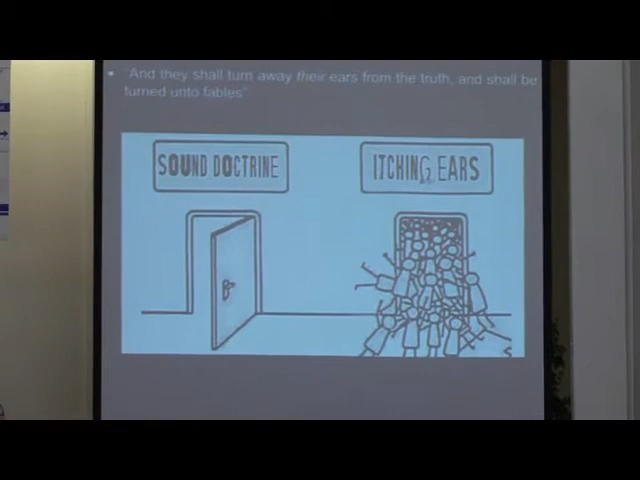 • "And they shall turn away their ears from the truth, and shall be
turned unto fables"
SOUND DOCTRINE
ITCHING EARS